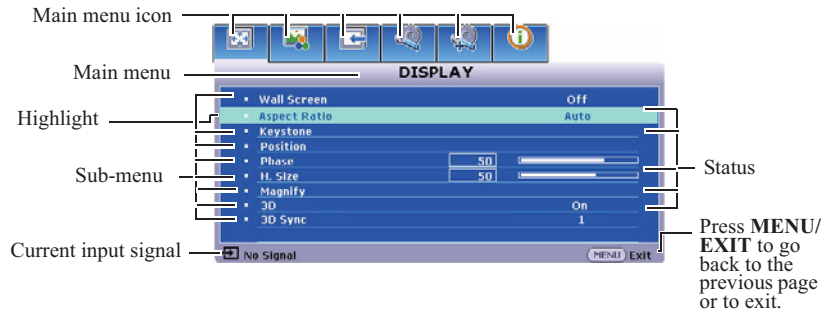 Main menu icon
Main menu
DISPLAY
Wall Screen Off
Highlight
Aspect Ratio Auto
Keystone
Position
Phase 50
Sub-menu
H. Size 50
Status
Magnify
3D On
3D Sync 1
Current input signal
No Signal
MENU Exit
Press MENU/
EXIT to go
back to the
previous page
or to exit.